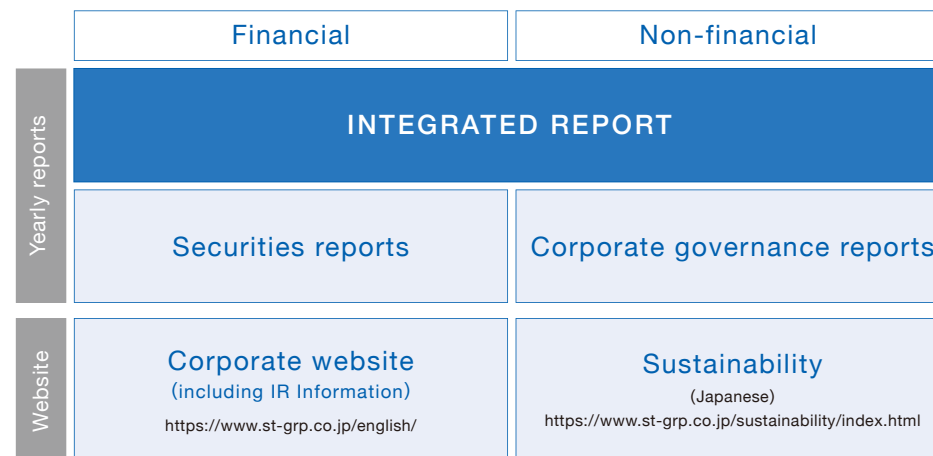 Financial
Non-financial
Yearly reports
INTEGRATED REPORT
Securities reports
Corporate governance reports
Website
Corporate website
(including IR Information)
https://www.st-grp.co.jp/english/
Sustainability
(Japanese)
https://www.st-grp.co.jp/sustainability/index.html